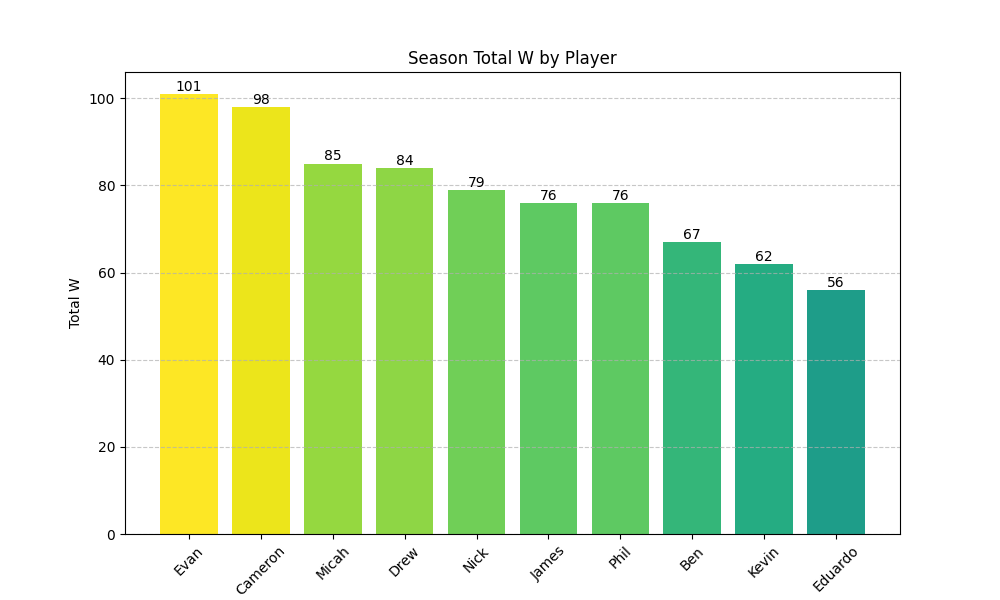 Season Total W by Player
Total W
100
80
60
40
20
0
101
98
85
84
79
76
76
67
62
56
Evan
Cameron
Micah
Drew
Nick
James
Phil
Ben
Kevin
Eduardo